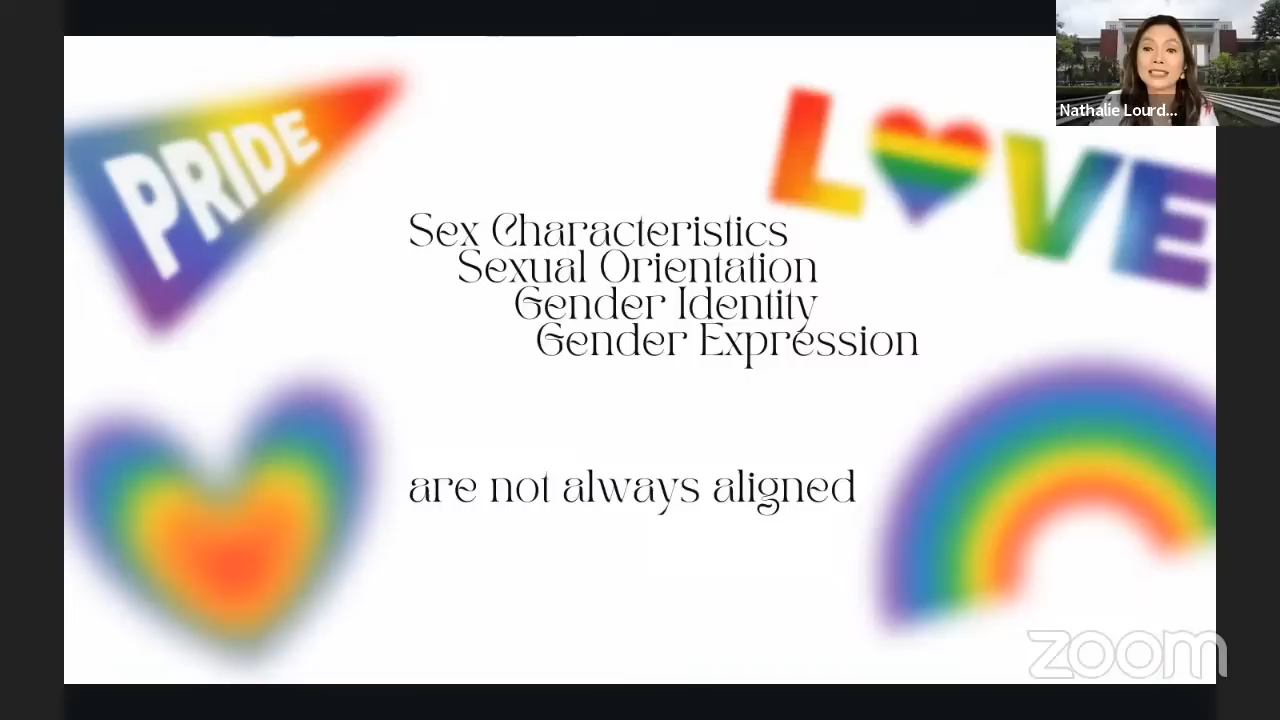 PRIDE
LOVE
Nathalie Lourd...
Sex Characteristics
Sexual Orientation
Gender Identity
Gender Expression
are not always aligned
zoom